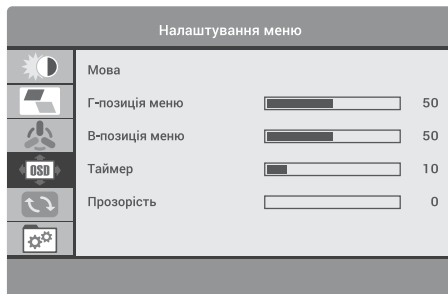 Налаштування меню
Мова
Г-позиція меню 50
В-позиція меню 50
OSD
Таймер 10
Прозорість 0